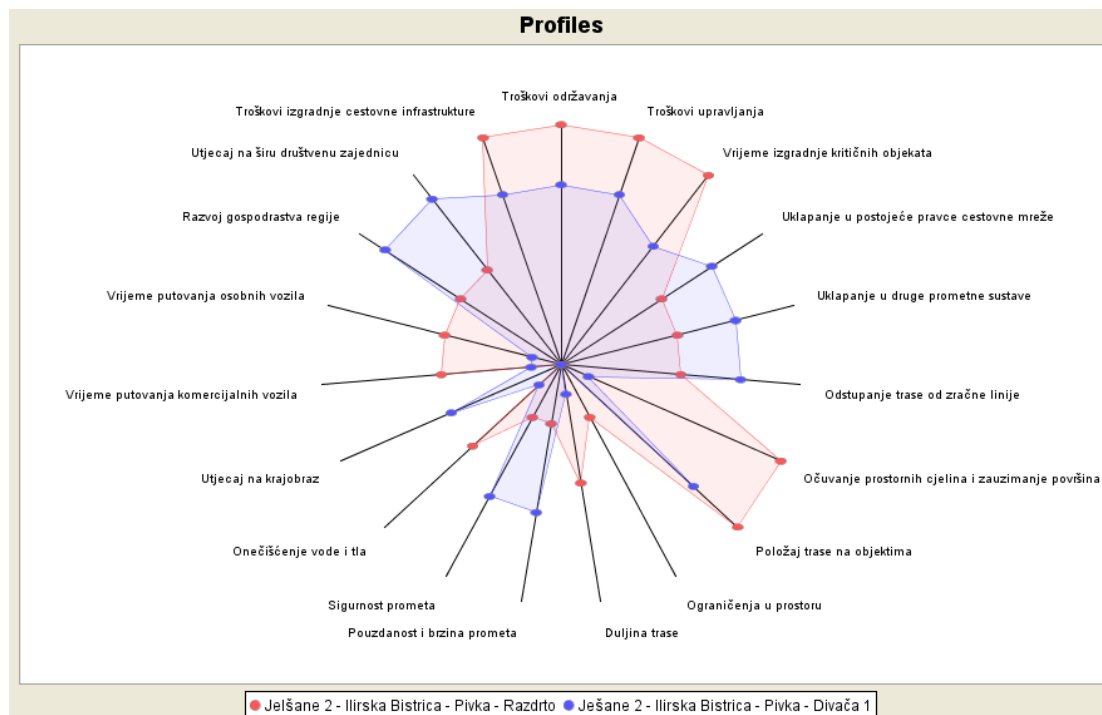 Profiles
Troškovi održavanja
Troškovi izgradnje cestovne infrastrukture
Troškovi upravljanja
Utjecaj na širu društvenu zajednicu
Vrijeme izgradnje kritičnih objekata
Razvoj gospodrastva regije
Uklapanje u postojeće pravce cestovne mreže
Vrijeme putovanja osobnih vozila
Uklapanje u druge prometne sustave
Vrijeme putovanja komercijalnih vozila
Odstupanje trase od zračne linije
Utjecaj na krajobraz
Očuvanje prostornih cjelina i zauzimanje površina
Onečišćenje vode i tla
Položaj trase na objektima
Sigurnost prometa
Ograničenja u prostoru
Pouzdanost i brzina prometa
Duljina trase
Jelšane 2 - Ilirska Bistrica - Pivka - Razdrto
Ješane 2 - Ilirska Bistrica - Pivka - Divača 1